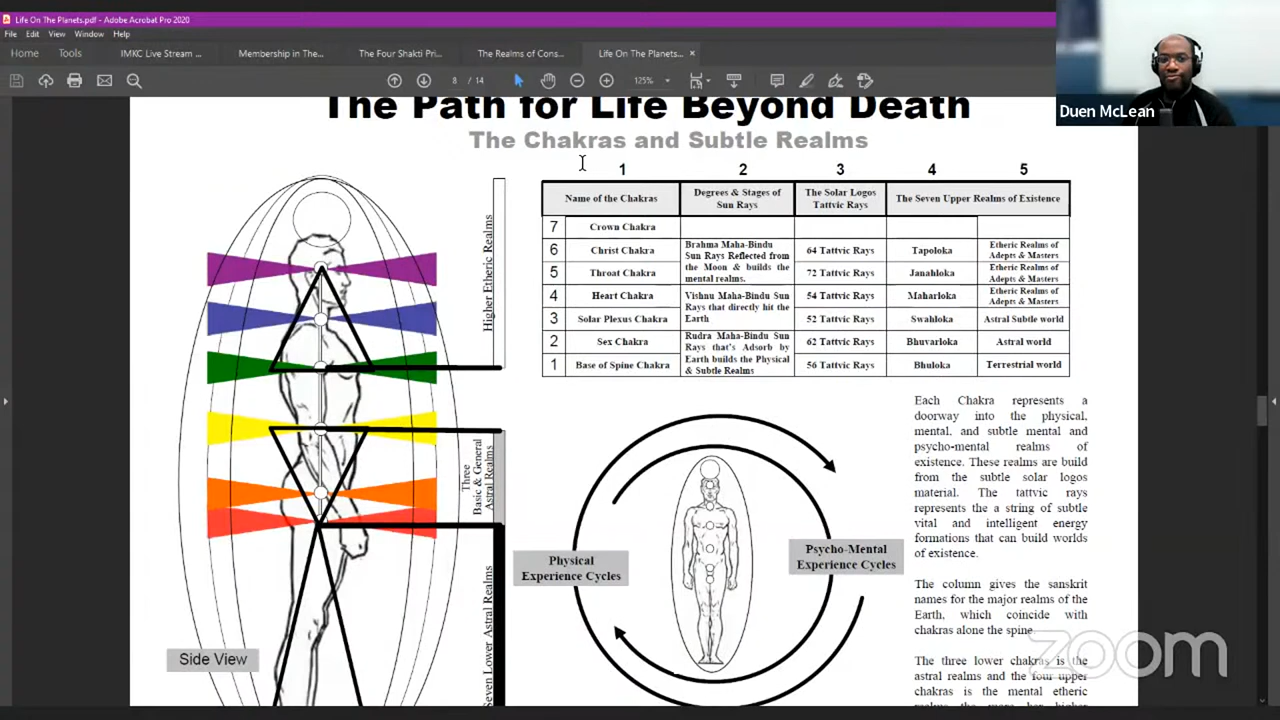 Life On The Planets.pdf - Adobe Acrobat Pro 2020
File Edit View Window Help
Home Tools IMKC Live Stream ... Membership in The... The Four Shakti Pri... The Realms of Cons... Life On The Planets... ×
8 / 14 125%
Duen McLean
The Path for Life Beyond Death
The Chakras and Subtle Realms
1 2 3 4 5
Name of the Chakras
Degrees & Stages of
Sun Rays
The Solar Logos
Tattvic Rays
The Seven Upper Realms of Existence
7 Crown Chakra
6 Christ Chakra
5 Throat Chakra
Brahma Maha-Bindu
Sun Rays Reflected from
the Moon & builds the
mental realms.
64 Tattvic Rays Tapoloka
Etheric Realms of
Adepts & Masters
72 Tattvic Rays Janahloka
Etheric Realms of
Adepts & Masters
4 Heart Chakra
3 Solar Plexus Chakra
Vishnu Maha-Bindu Sun
Rays that directly hit the
Earth
54 Tattvic Rays Maharloka
Etheric Realms of
Adepts & Masters
52 Tattvic Rays Swahloka Astral Subtle world
2 Sex Chakra
1 Base of Spine Chakra
Rudra Maha-Bindu Sun
Rays that's Adsorb by
Earth builds the Physical
& Subtle Realms
62 Tattvic Rays Bhuvarloka Astral world
56 Tattvic Rays Bhuloka Terrestrial world
Higher Etheric Realms
Three
Basic & General
Astral Realms
Seven Lower Astral Realms
Side View
Physical
Experience Cycles
Psycho-Mental
Experience Cycles
Each Chakra represents a
doorway into the physical,
mental, and subtle mental and
psycho-mental realms of
existence. These realms are build
from the subtle solar logos
material. The tattvic rays
represents the a string of subtle
vital and intelligent energy
formations that can build worlds
of existence.
The column gives the sanskrit
names for the major realms of the
Earth, which coincide with
chakras alone the spine.
The three lower chakras is the
astral realms and the four upper
chakras is the mental etheric
zoom